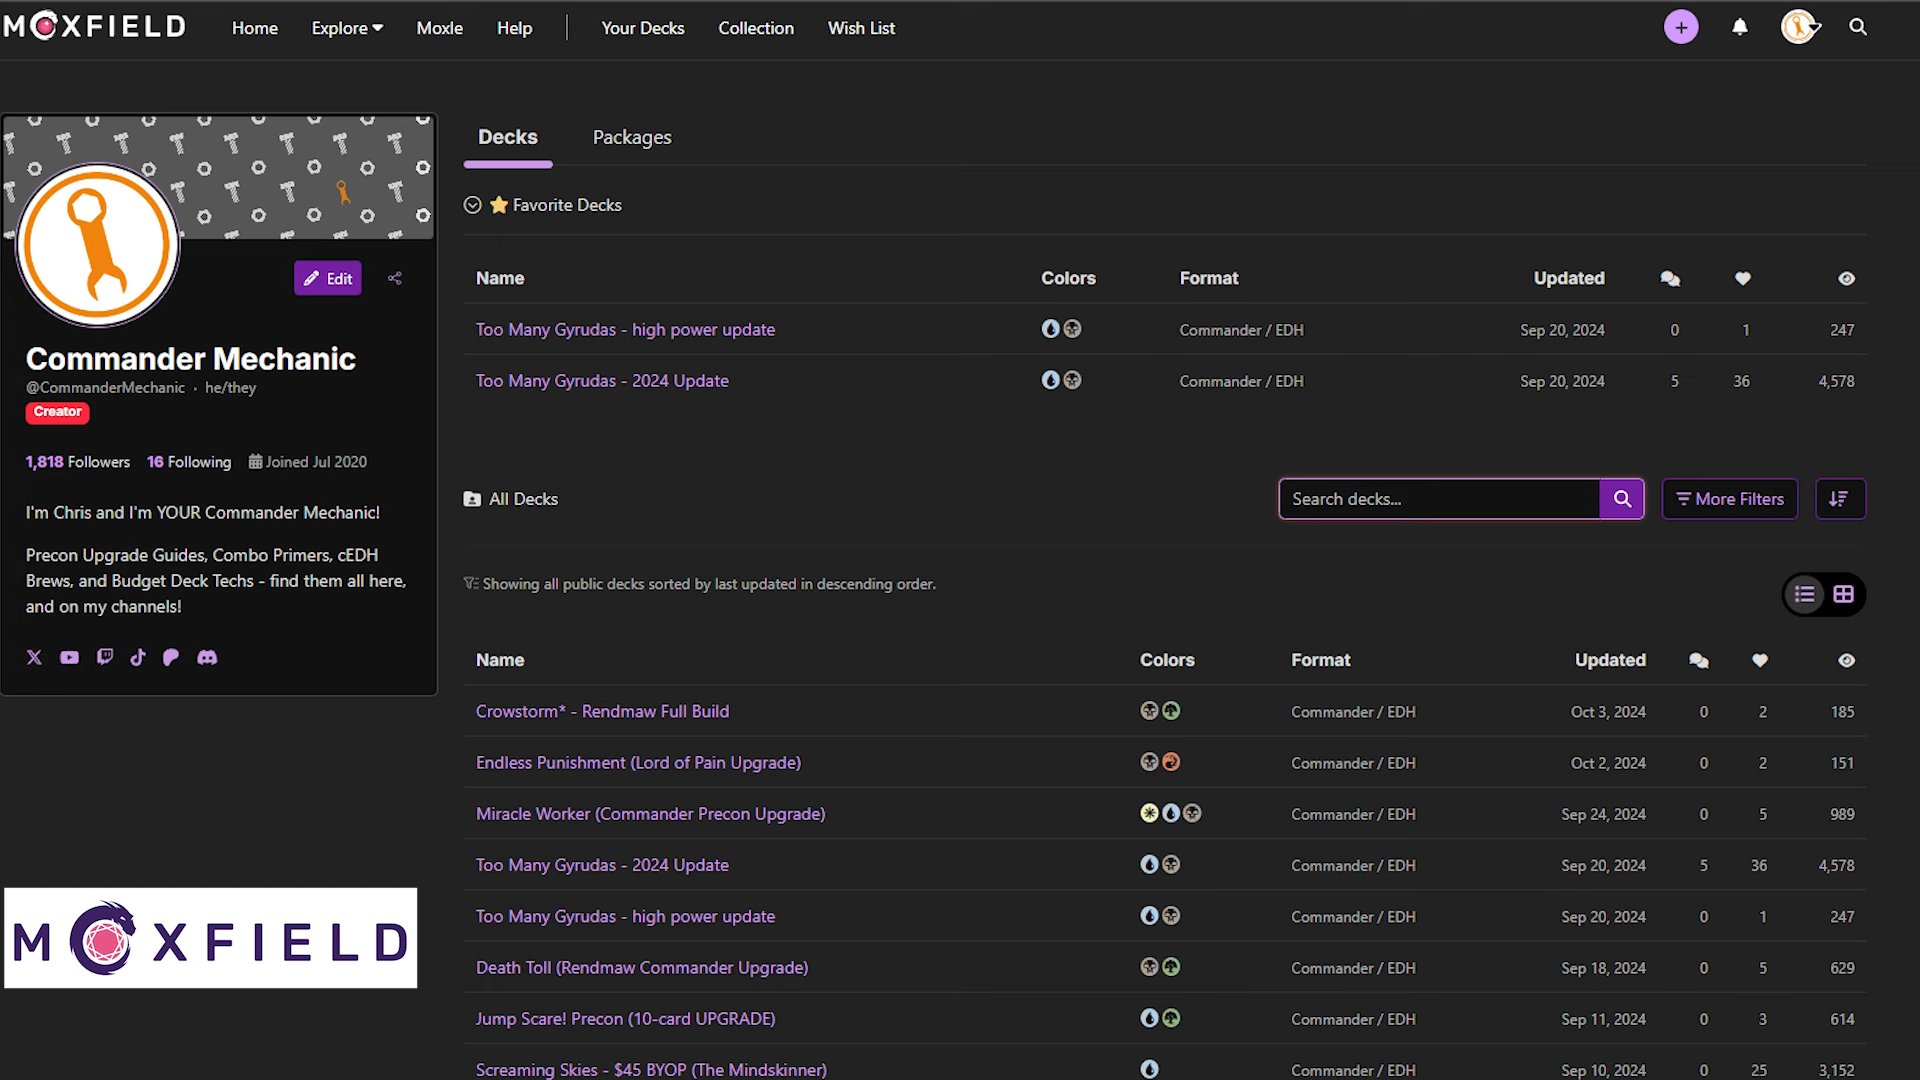 MOXFIELD
Home Explore Moxle Help Your Decks Collection Wish List
Decks Packages
Favorite Decks
Edit
Commander Mechanic
@CommanderMechanic · he/they
Creator
1,818 Followers 16 Following Joined Jul 2020
I'm Chris and I'm YOUR Commander Mechanic!
Precon Upgrade Guides, Combo Primers, cEDH
Brews, and Budget Deck Techs - find them all here,
and on my channels!
Name Colors Format Updated
Too Many Gyrudas - high power update Commander / EDH Sep 20, 2024 0 1 247
Too Many Gyrudas - 2024 Update Commander / EDH Sep 20, 2024 5 36 4,578
All Decks Search decks... More Filters
Showing all public decks sorted by last updated in descending order.
Name Colors Format Updated
Crowstorm* - Rendmaw Full Build Commander / EDH Oct 3, 2024 0 2 185
Endless Punishment (Lord of Pain Upgrade) Commander / EDH Oct 2, 2024 0 2 151
Miracle Worker (Commander Precon Upgrade) Commander / EDH Sep 24, 2024 0 5 989
Too Many Gyrudas - 2024 Update Commander / EDH Sep 20, 2024 5 36 4,578
Too Many Gyrudas - high power update Commander / EDH Sep 20, 2024 0 1 247
Death Toll (Rendmaw Commander Upgrade) Commander / EDH Sep 18, 2024 0 5 629
Jump Scare! Precon (10-card UPGRADE) Commander / EDH Sep 11, 2024 0 3 614
Screaming Skies - $45 BYOP (The Mindskinner) Commander / EDH Sep 10, 2024 0 25 3,152
MOXFIELD